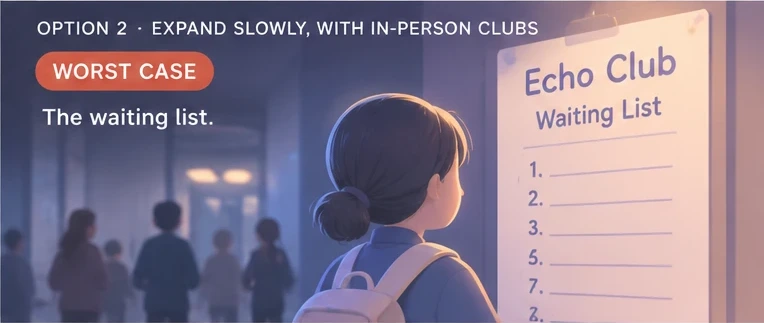 OPTION 2 · EXPAND SLOWLY, WITH IN-PERSON CLUBS
WORST CASE
The waiting list.
Echo Club
Waiting List
1.
2.
3.
5.
7.
8.